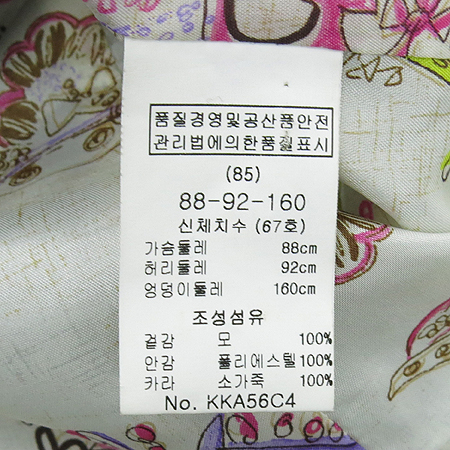 품질경영및공산품안전
관리법에의한품질표시
(85)
88-92-160
신체치수 (67호)
가슴둘레 88cm
허리둘레 92cm
엉덩이둘레 160cm
조성섬유
겉감 모 100%
안감 폴리에스텔 100%
카라 소가죽 100%
No. KKA56C4